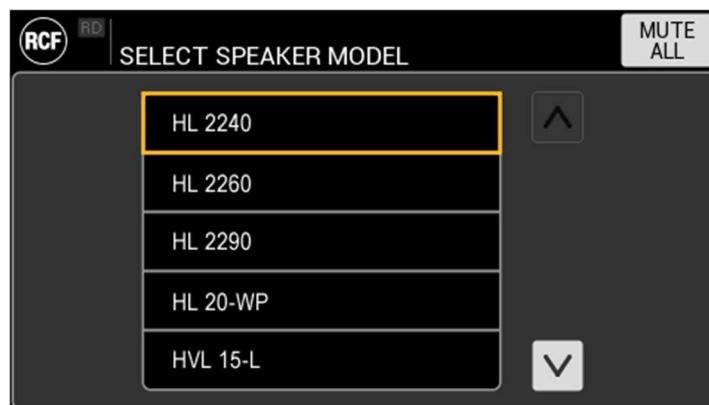 RCF
RD
SELECT SPEAKER MODEL
MUTE
ALL
HL 2240
HL 2260
HL 2290
HL 20-WP
HVL 15-L